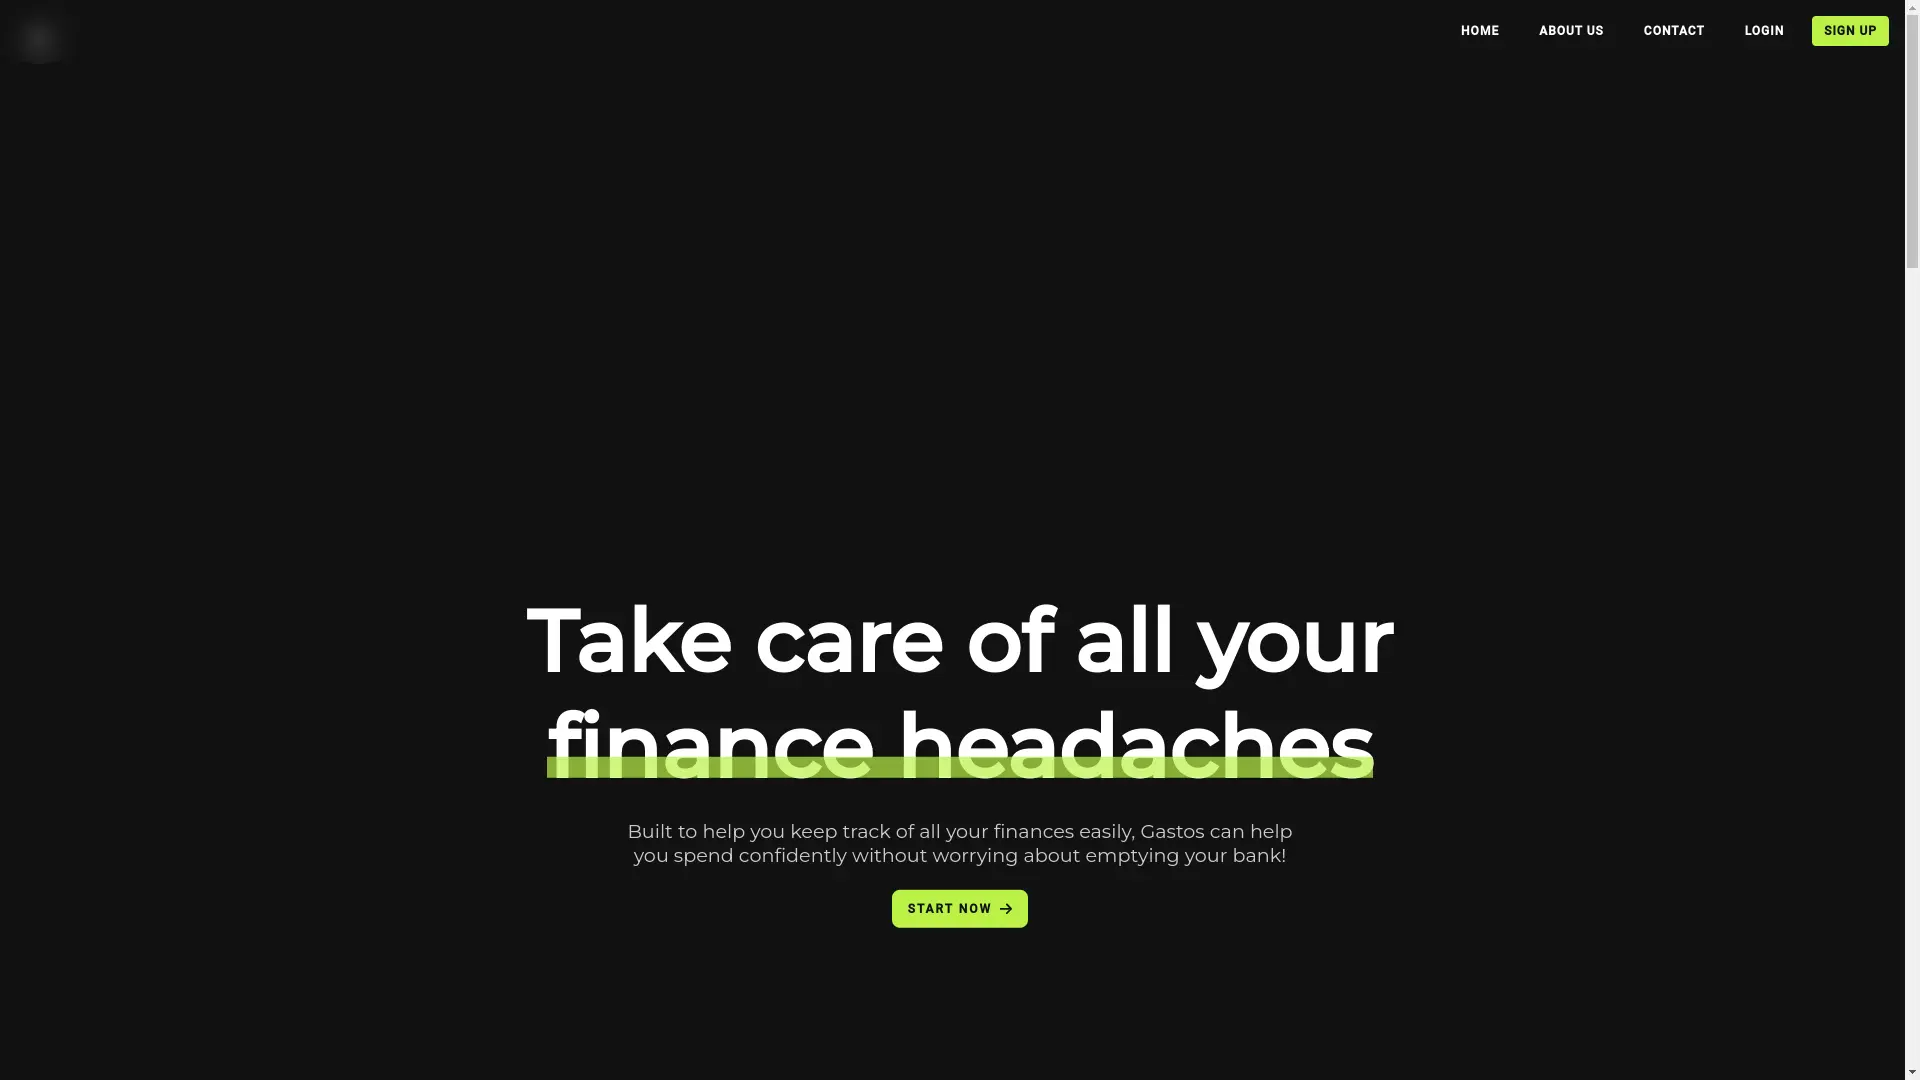 HOME
ABOUT US
CONTACT
LOGIN
SIGN UP
Take care of all your
finance headaches
Built to help you keep track of all your finances easily, Gastos can help
you spend confidently without worrying about emptying your bank!
START NOW